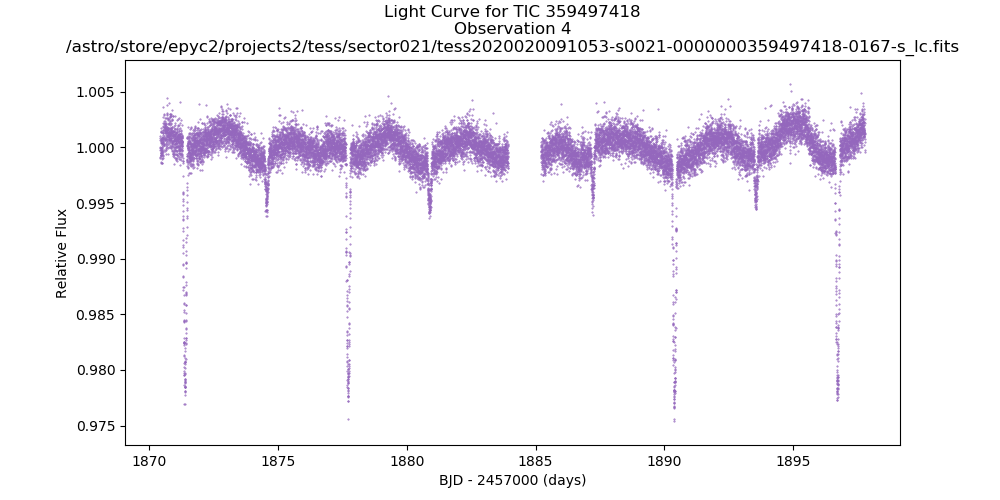 Light Curve for TIC 359497418
Observation 4
/astro/store/epyc2/projects2/tess/sector021/tess2020020091053-s0021-0000000359497418-0167-s_lc.fits
1.005
1.000
0.995
0.990
0.985
0.980
0.975
Relative Flux
1870 1875 1880 1885 1890 1895
BJD - 2457000 (days)